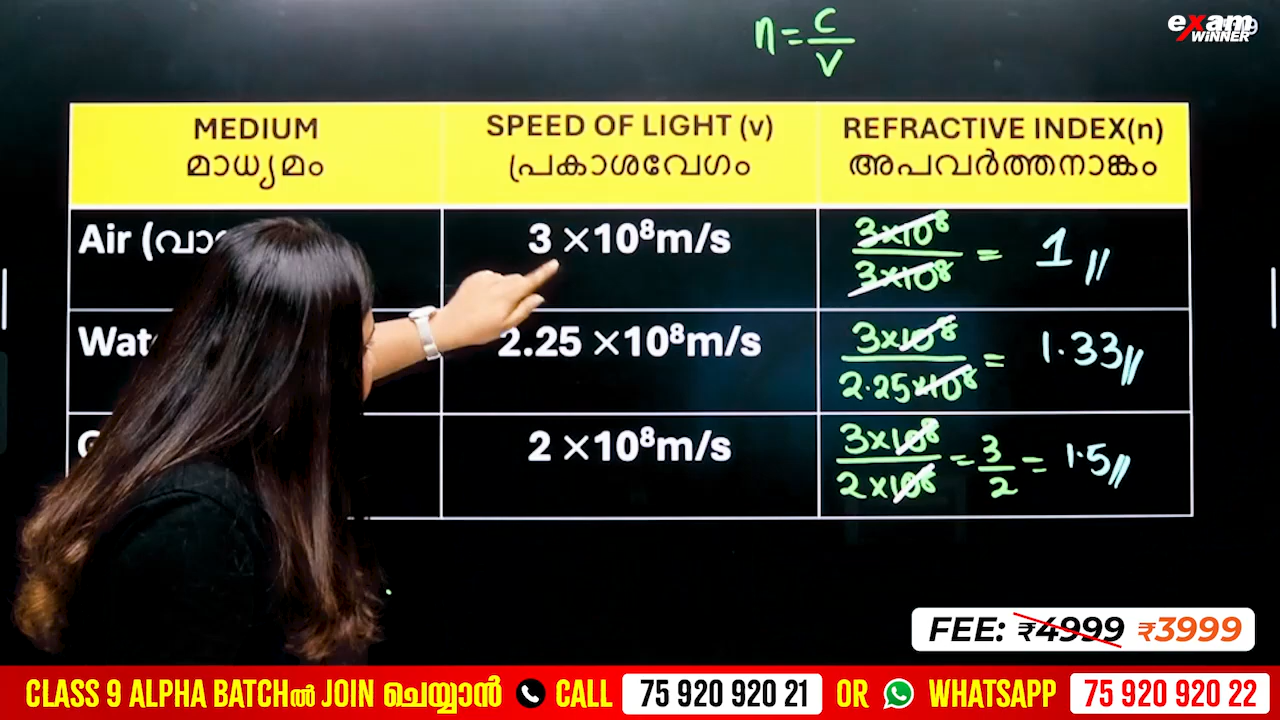 n = c/v
exam
WiNNER
MEDIUM
മാധ്യമം
SPEED OF LIGHT (v)
പ്രകാശവേഗം
REFRACTIVE INDEX(n)
അപവർത്തനാങ്കം
Air
3 ×10⁸m/s
3×10⁸/3×10⁸ = 1 //
2.25 ×10⁸m/s
3×10⁸/2.25×10⁸ = 1.33 //
2 ×10⁸m/s
3×10⁸/2×10⁸ = 3/2 = 1.5 //
FEE: ₹4999 ₹3999
CLASS 9 ALPHA BATCHൽ JOIN ചെയ്യാൻ CALL 75 920 920 21 OR WHATSAPP 75 920 920 22